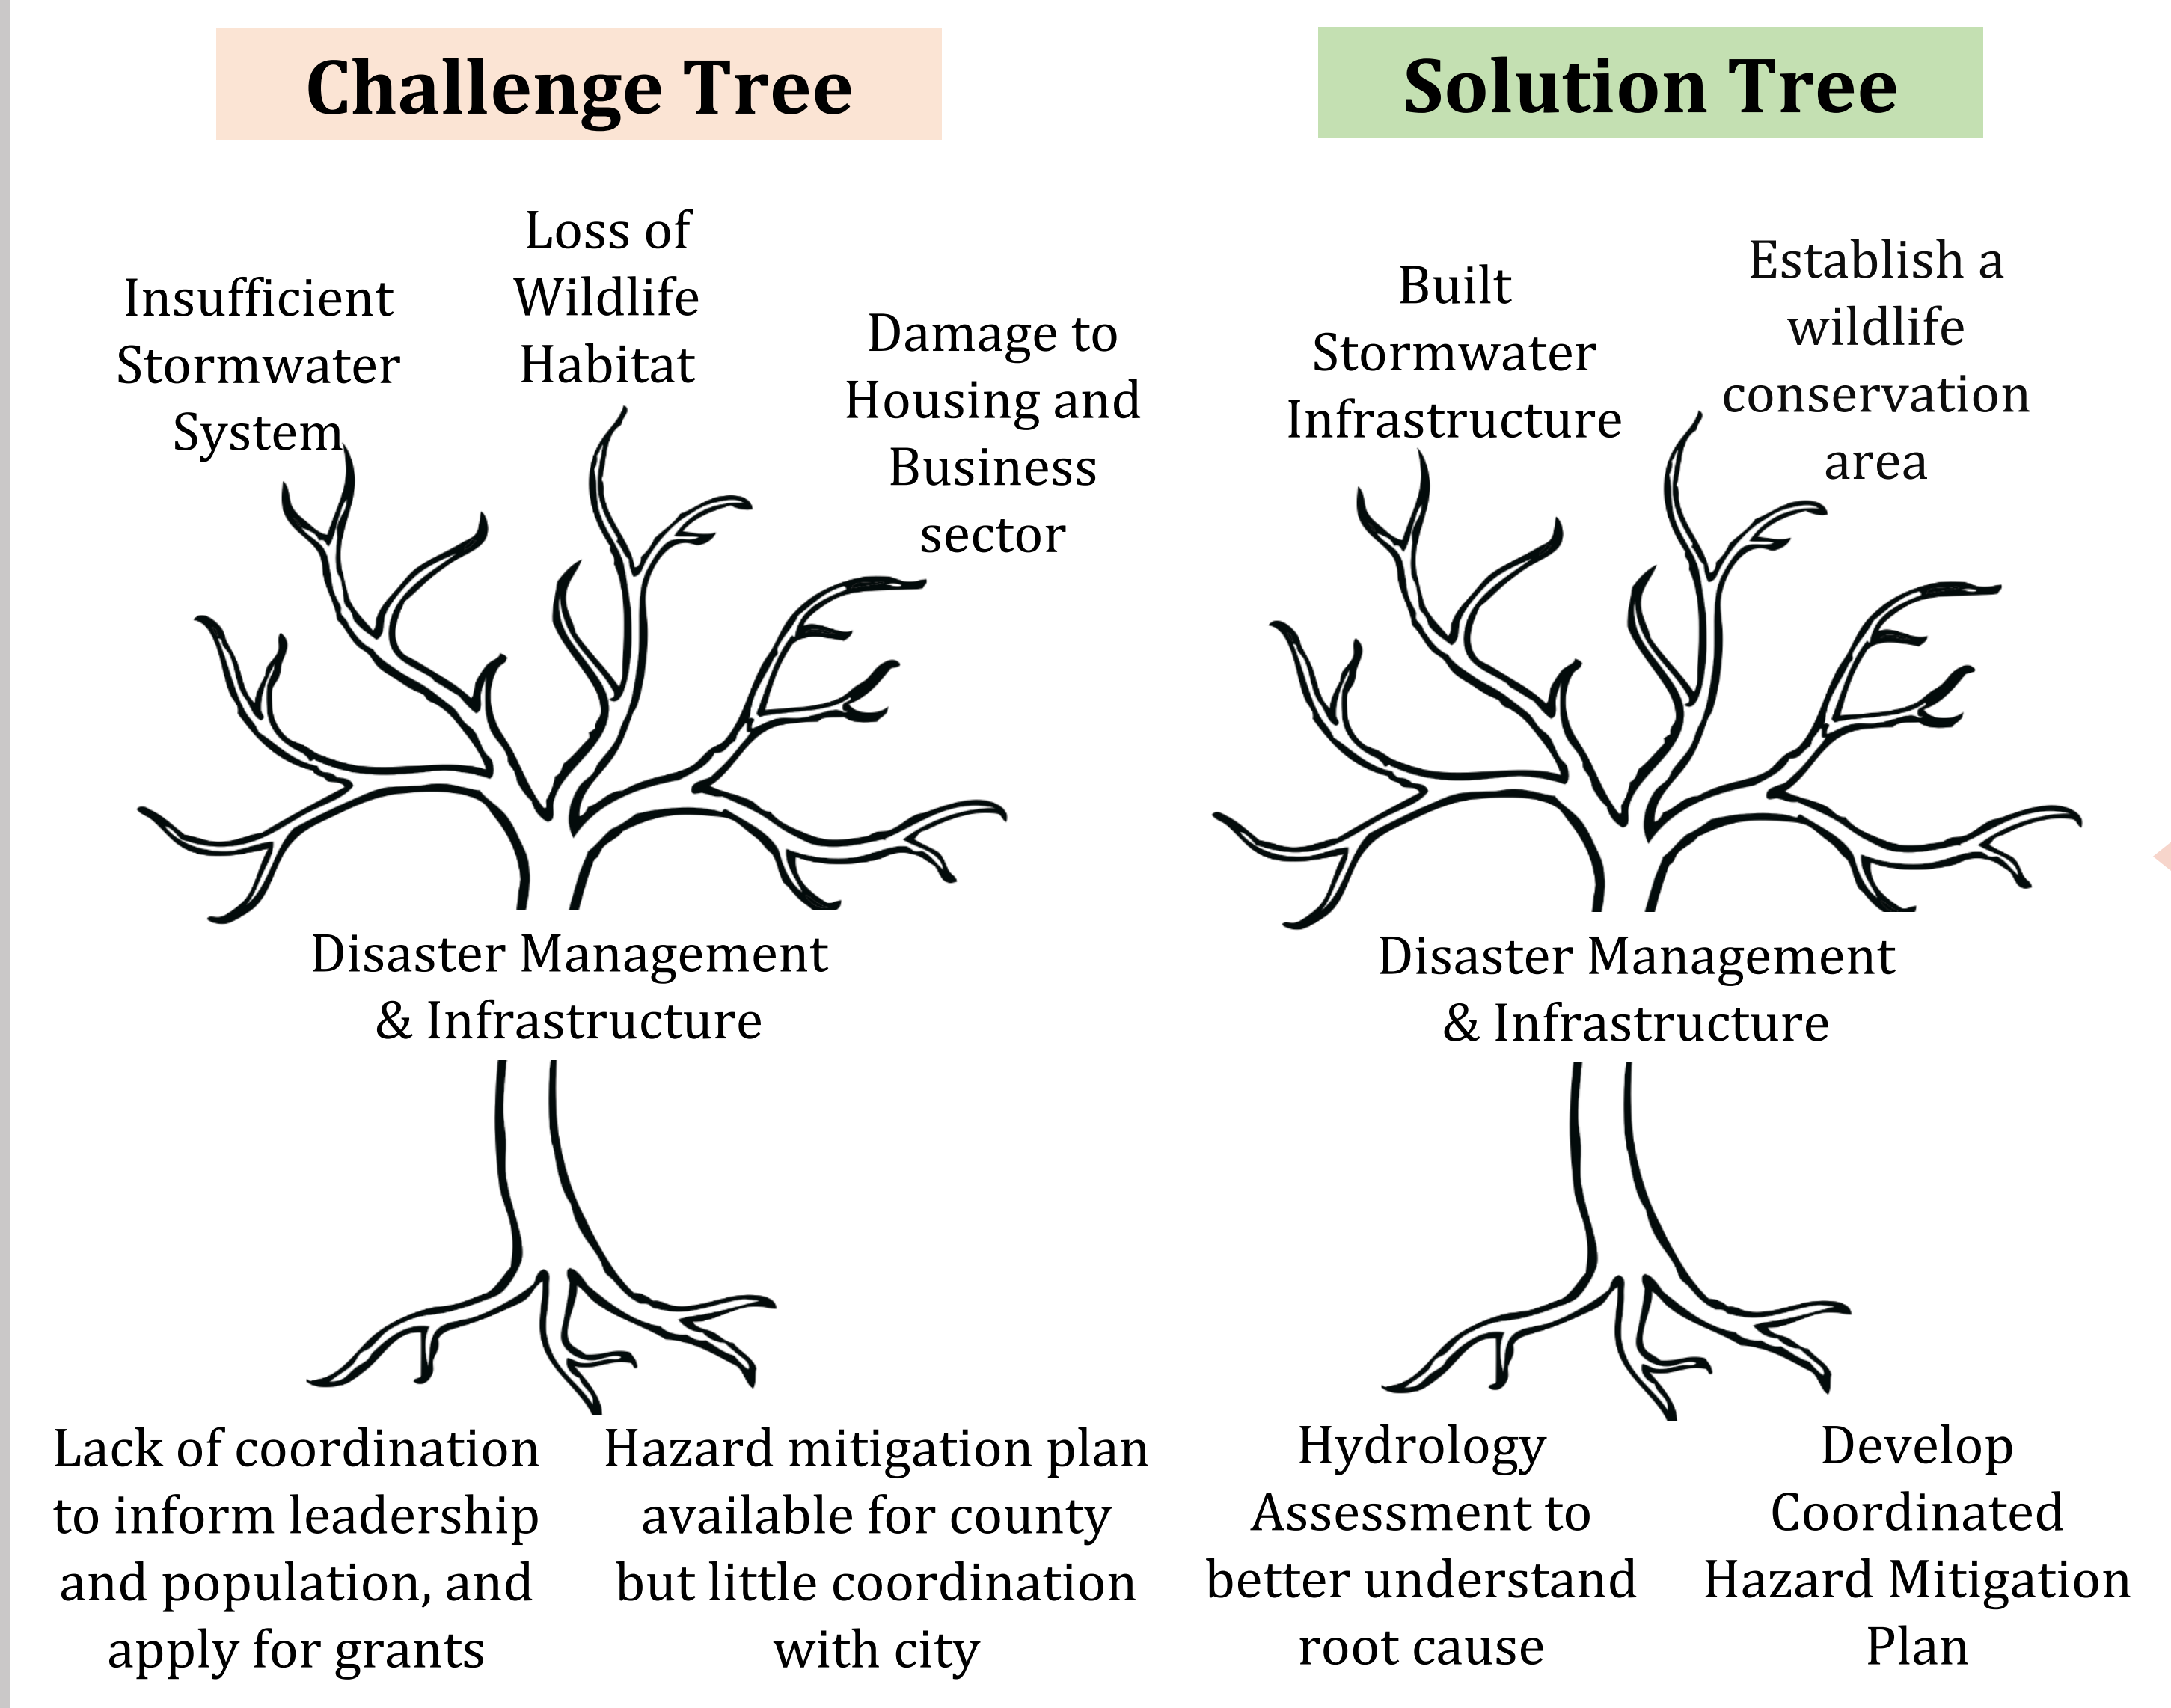 Challenge Tree
Insufficient
Stormwater
System
Loss of
Wildlife
Habitat
Damage to
Housing and
Business
sector
Disaster Management
& Infrastructure
Lack of coordination
to inform leadership
and population, and
apply for grants
Hazard mitigation plan
available for county
but little coordination
with city
Solution Tree
Built
Stormwater
Infrastructure
Establish a
wildlife
conservation
area
Disaster Management
& Infrastructure
Hydrology
Assessment to
better understand
root cause
Develop
Coordinated
Hazard Mitigation
Plan